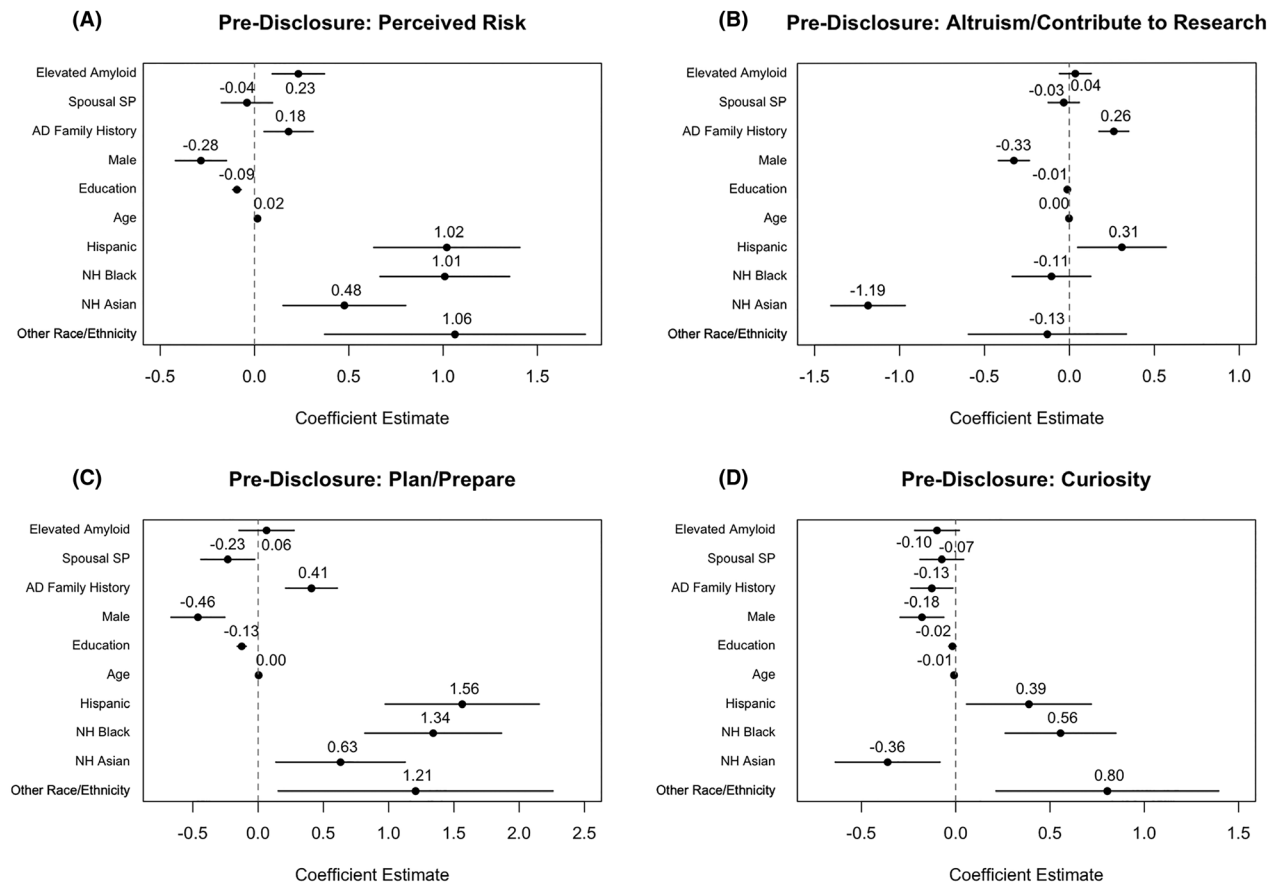 (A) Pre-Disclosure: Perceived Risk
Elevated Amyloid 0.23
Spousal SP -0.04
AD Family History 0.18
Male -0.28
Education -0.09
Age 0.02
Hispanic 1.02
NH Black 1.01
NH Asian 0.48
Other Race/Ethnicity 1.06
-0.5 0.0 0.5 1.0 1.5
Coefficient Estimate
(B) Pre-Disclosure: Altruism/Contribute to Research
Elevated Amyloid 0.04
Spousal SP -0.03
AD Family History 0.26
Male -0.33
Education -0.01
Age 0.00
Hispanic 0.31
NH Black -0.11
NH Asian -1.19
Other Race/Ethnicity -0.13
-1.5 -1.0 -0.5 0.0 0.5 1.0
Coefficient Estimate
(C) Pre-Disclosure: Plan/Prepare
Elevated Amyloid 0.06
Spousal SP -0.23
AD Family History 0.41
Male -0.46
Education -0.13
Age 0.00
Hispanic 1.56
NH Black 1.34
NH Asian 0.63
Other Race/Ethnicity 1.21
-0.5 0.0 0.5 1.0 1.5 2.0 2.5
Coefficient Estimate
(D) Pre-Disclosure: Curiosity
Elevated Amyloid -0.10
Spousal SP -0.07
AD Family History -0.13
Male -0.18
Education -0.02
Age -0.01
Hispanic 0.39
NH Black 0.56
NH Asian -0.36
Other Race/Ethnicity 0.80
-0.5 0.0 0.5 1.0 1.5
Coefficient Estimate